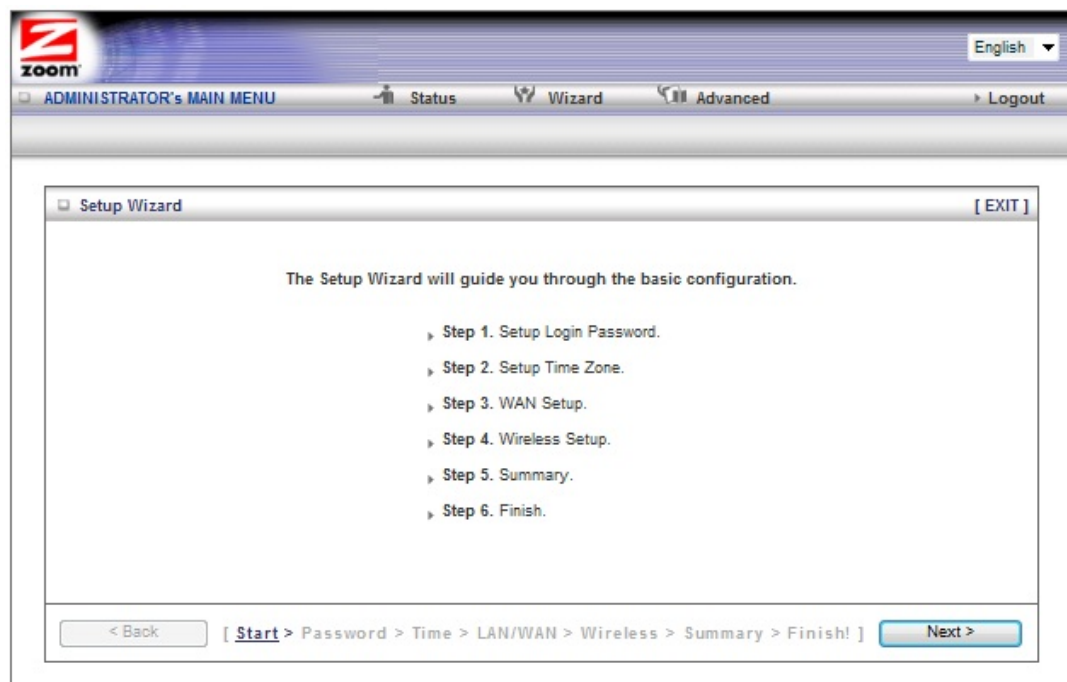 zoom
English
ADMINISTRATOR's MAIN MENU Status Wizard Advanced Logout
Setup Wizard [ EXIT ]
The Setup Wizard will guide you through the basic configuration.
Step 1. Setup Login Password.
Step 2. Setup Time Zone.
Step 3. WAN Setup.
Step 4. Wireless Setup.
Step 5. Summary.
Step 6. Finish.
< Back [ Start > Password > Time > LAN/WAN > Wireless > Summary > Finish! ] Next >